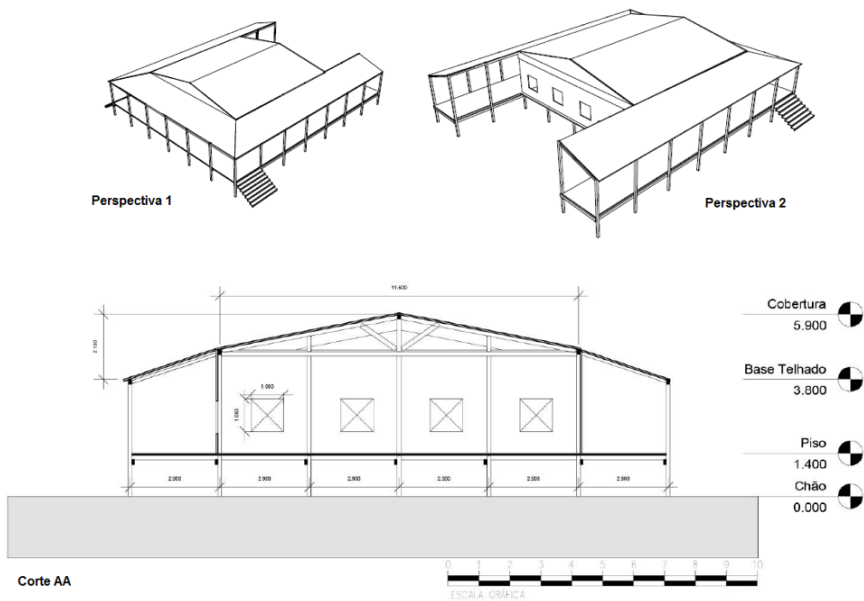 Perspectiva 1
Perspectiva 2
11.600
Cobertura
5.900
2.100
Base Telhado
3.800
1.000
1.000
Piso
1.400
2.900 2.900 2.900 2.900 2.900 2.900
Chão
0.000
Corte AA
0 1 2 3 4 5 6 7 8 9 10
ESCALA GRÁFICA